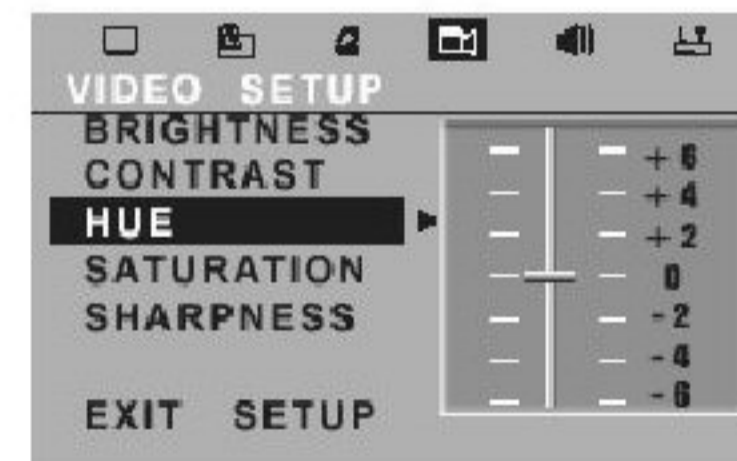 VIDEO SETUP
BRIGHTNESS
CONTRAST
HUE
SATURATION
SHARPNESS
EXIT SETUP
+ 6
+ 4
+ 2
0
- 2
- 4
- 6